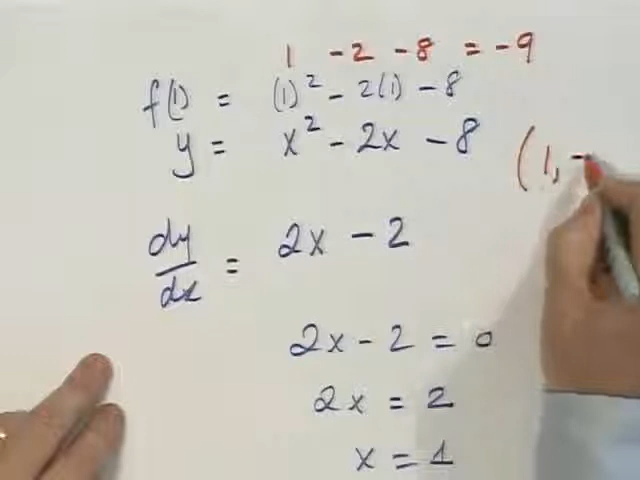 1 -2 -8 = -9
f(1) = (1)² - 2(1) - 8
y = x² - 2x - 8 (1, -
dy/dx = 2x - 2
2x - 2 = 0
2x = 2
x = 1